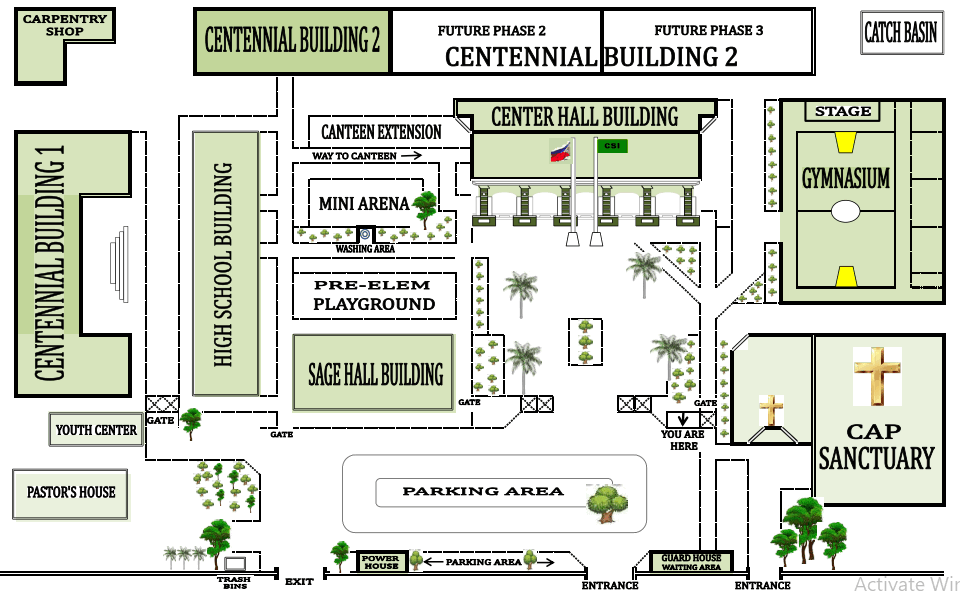 CARPENTRY
SHOP
CENTENNIAL BUILDING 2
FUTURE PHASE 2
FUTURE PHASE 3
CENTENNIAL BUILDING 2
CATCH BASIN
CENTER HALL BUILDING
STAGE
CANTEEN EXTENSION
WAY TO CANTEEN
CSI
CENTENNIAL BUILDING 1
HIGH SCHOOL BUILDING
MINI ARENA
WASHING AREA
GYMNASIUM
PRE-ELEM
PLAYGROUND
SAGE HALL BUILDING
GATE
GATE
GATE
GATE
YOU ARE
HERE
YOUTH CENTER
CAP
SANCTUARY
PASTOR'S HOUSE
PARKING AREA
POWER
HOUSE
PARKING AREA
GUARD HOUSE
WAITING AREA
TRASH
BINS
EXIT
ENTRANCE
ENTRANCE
Activate Wi